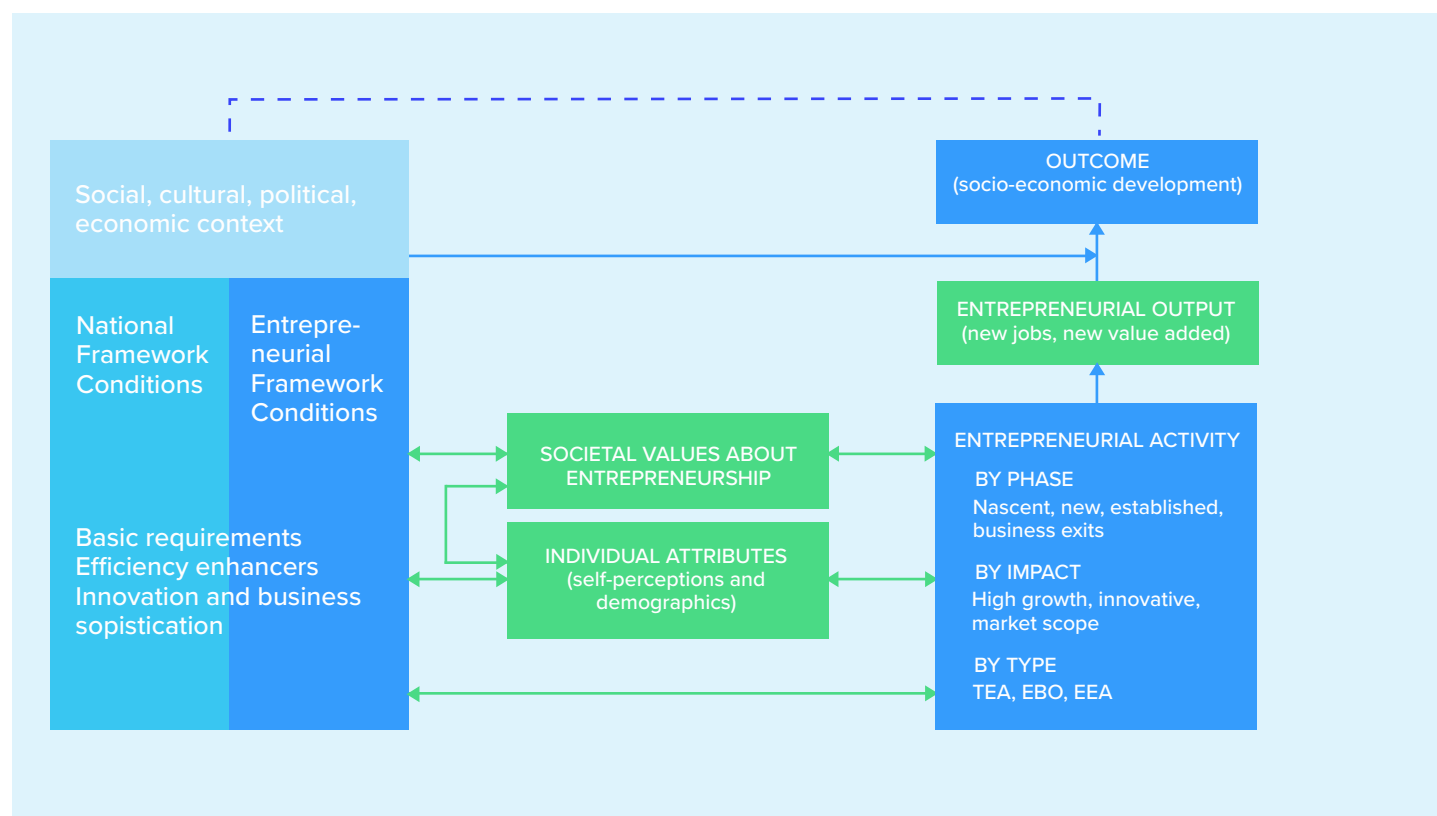 Social, cultural, political,
economic context
National
Framework
Conditions
Entrepre-
neurial
Framework
Conditions
Basic requirements
Efficiency enhancers
Innovation and business
sopistication
SOCIETAL VALUES ABOUT
ENTREPRENEURSHIP
INDIVIDUAL ATTRIBUTES
(self-perceptions and
demographics)
OUTCOME
(socio-economic development)
ENTREPRENEURIAL OUTPUT
(new jobs, new value added)
ENTREPRENEURIAL ACTIVITY
BY PHASE
Nascent, new, established,
business exits
BY IMPACT
High growth, innovative,
market scope
BY TYPE
TEA, EBO, EEA